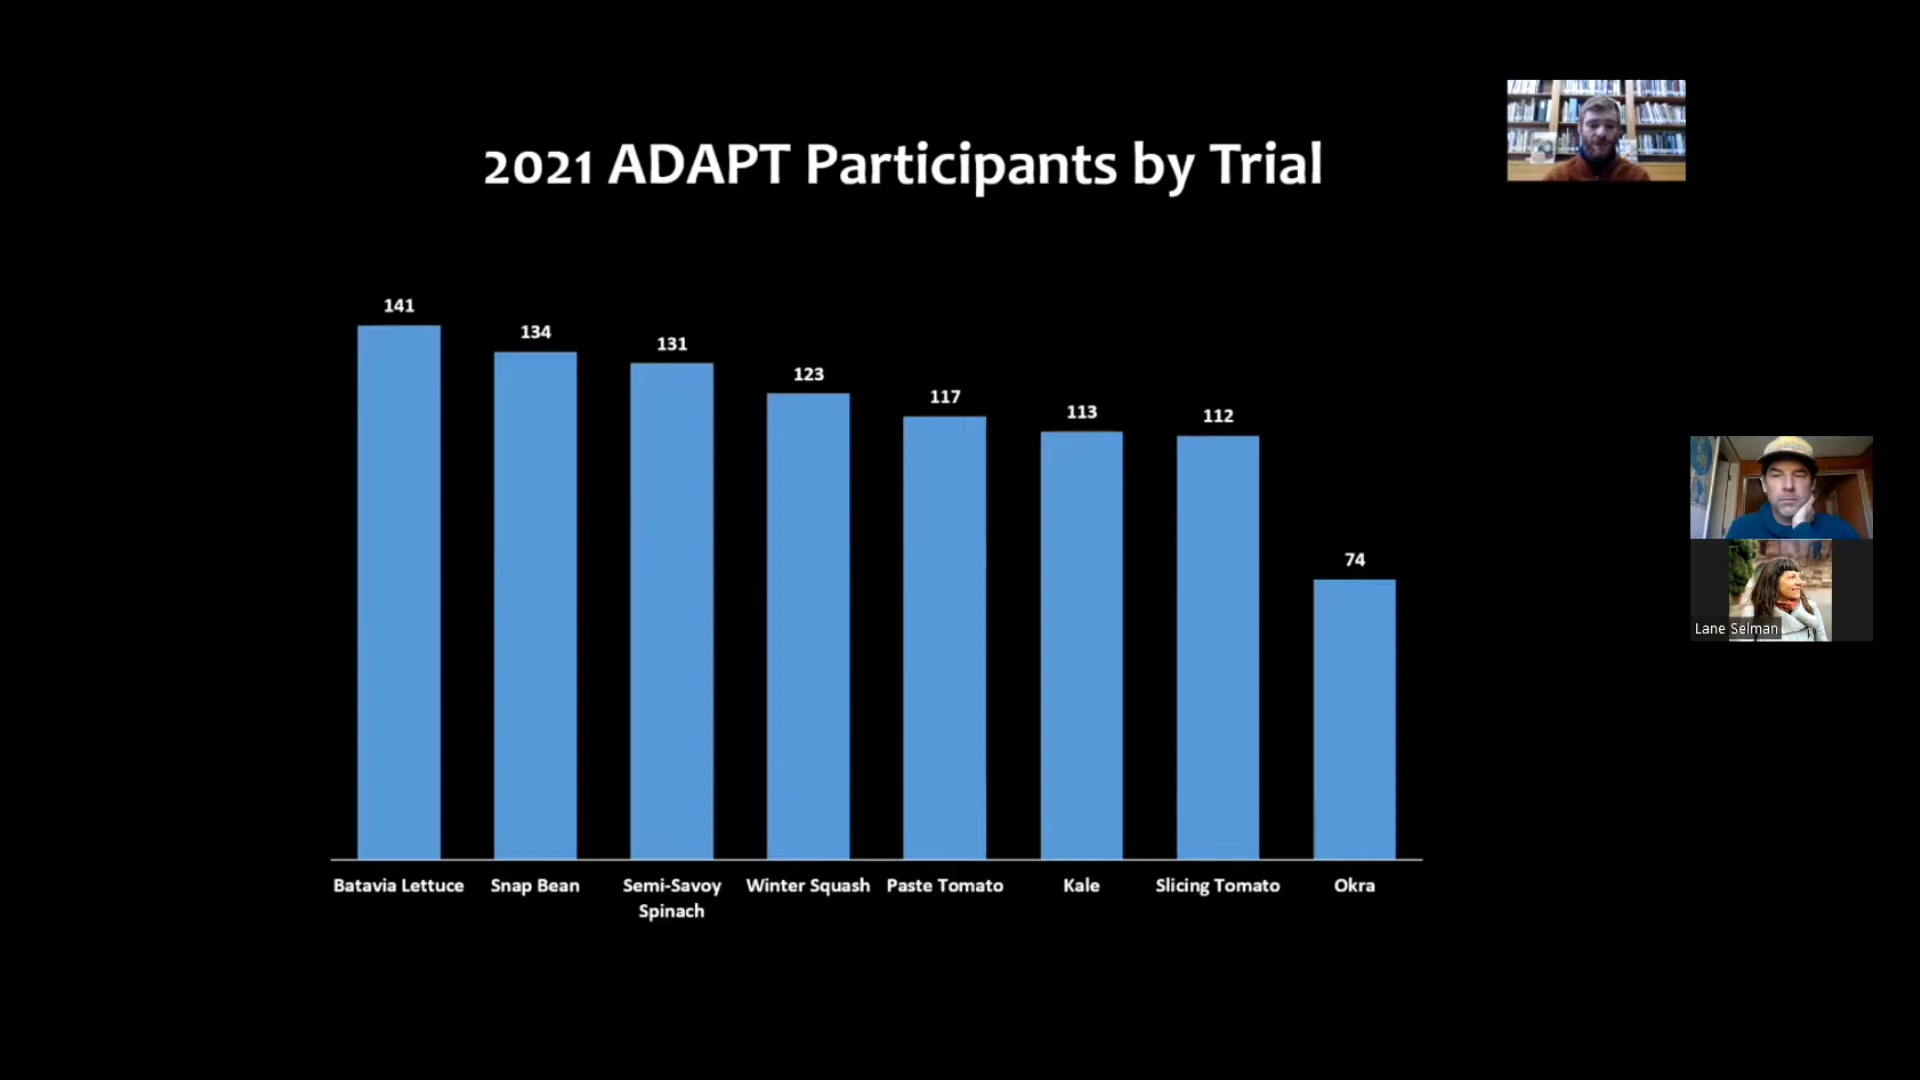 2021 ADAPT Participants by Trial
141
134
131
123
117
113
112
74
Batavia Lettuce
Snap Bean
Semi-Savoy
Spinach
Winter Squash
Paste Tomato
Kale
Slicing Tomato
Okra
Lane Selman